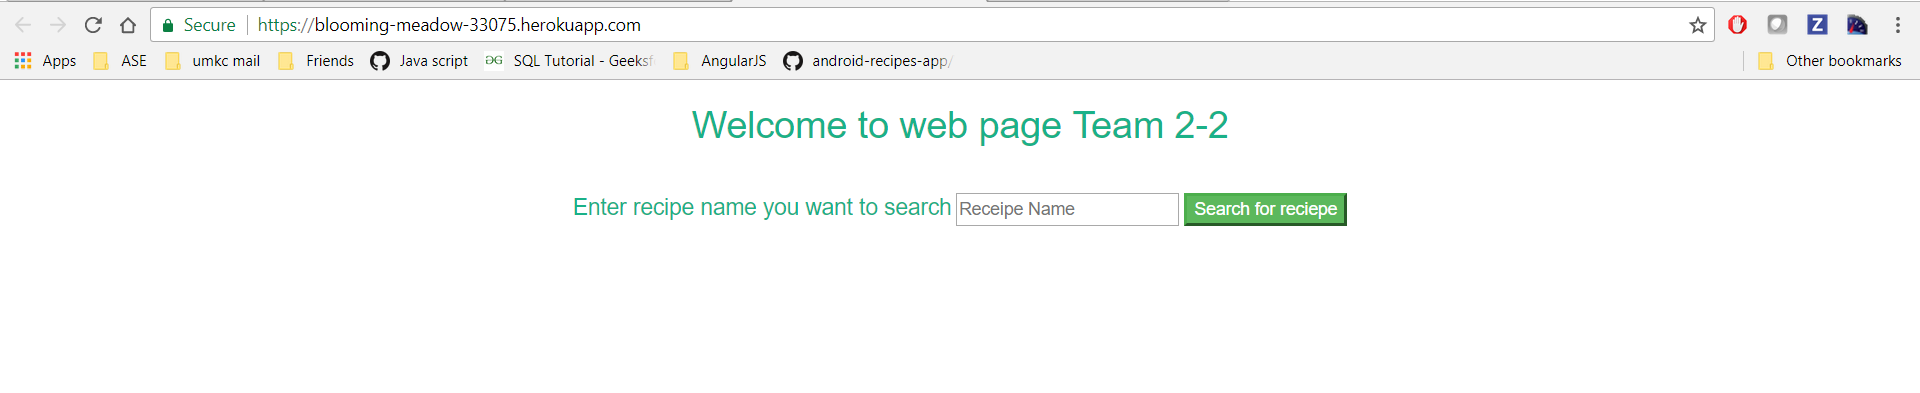 Secure https://blooming-meadow-33075.herokuapp.com Z
Apps ASE umkc mail Friends Java script ƏG SQL Tutorial - Geeksf AngularJS android-recipes-app/ Other bookmarks
Welcome to web page Team 2-2
Enter recipe name you want to search Receipe Name Search for reciepe